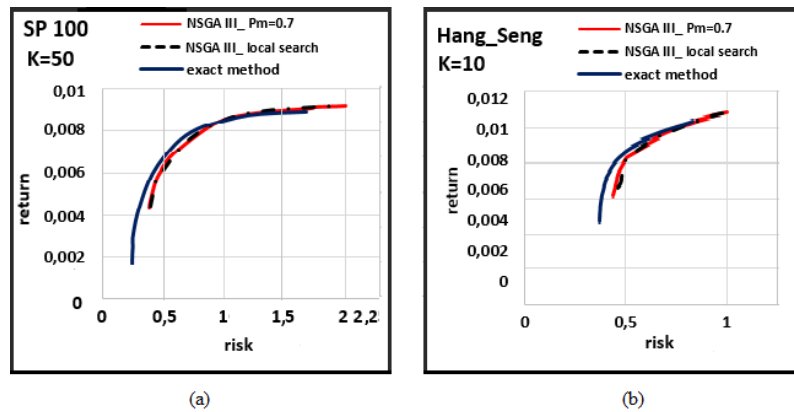 SP 100
K=50
NSGA III_ Pm=0.7
NSGA III_ local search
exact method
0,01
0,008
0,006
0,004
0,002
0
return
0 0,5 1 1,5 2 2,25
risk
(a)
Hang_Seng
K=10
NSGA III_ Pm=0.7
NSGA III_ local search
exact method
0,012
0,01
0,008
0,006
0,004
0,002
0
return
0 0,5 1
risk
(b)